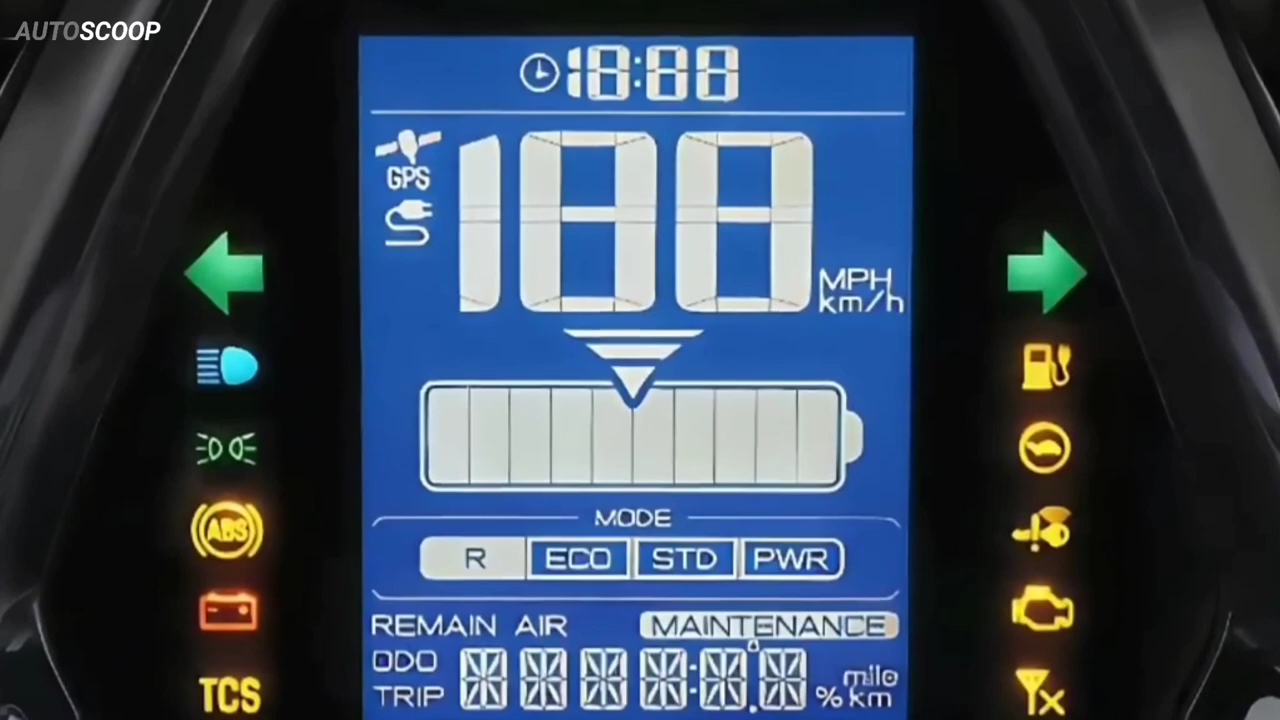 AUTOSCOOP
18:88
GPS
188
MPH
km/h
MODE
R ECO STD PWR
REMAIN AIR MAINTENANCE
ODO
TRIP
mile
% km
ABS
TCS